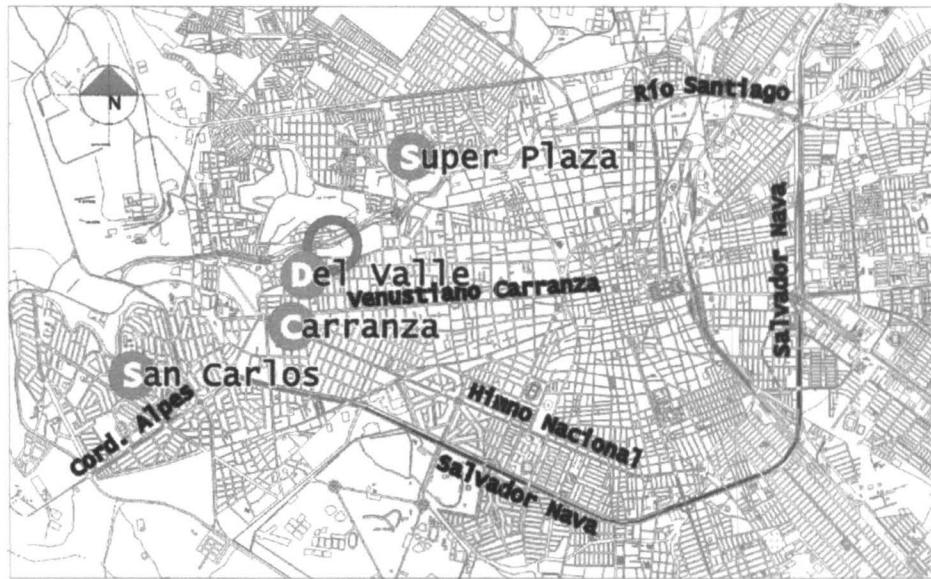 Río Santiago
N
Super Plaza
Salvador Nava
Del Valle
Venustiano Carranza
Carranza
San Carlos
Cord. Alpes
Himno Nacional
Salvador Nava